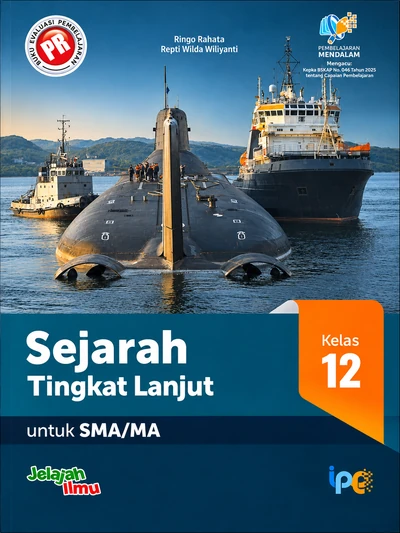 Ringo Rahata
Repti Wilda Wiliyanti
BUKU EVALUASI PEMBELAJARAN
PR
PEMBELAJARAN
MENDALAM
Mengacu:
Kepka BSKAP No. 046 Tahun 2025
tentang Capaian Pembelajaran
Sejarah
Tingkat Lanjut
Kelas
12
untuk SMA/MA
Jelajah
ilmu
ipe